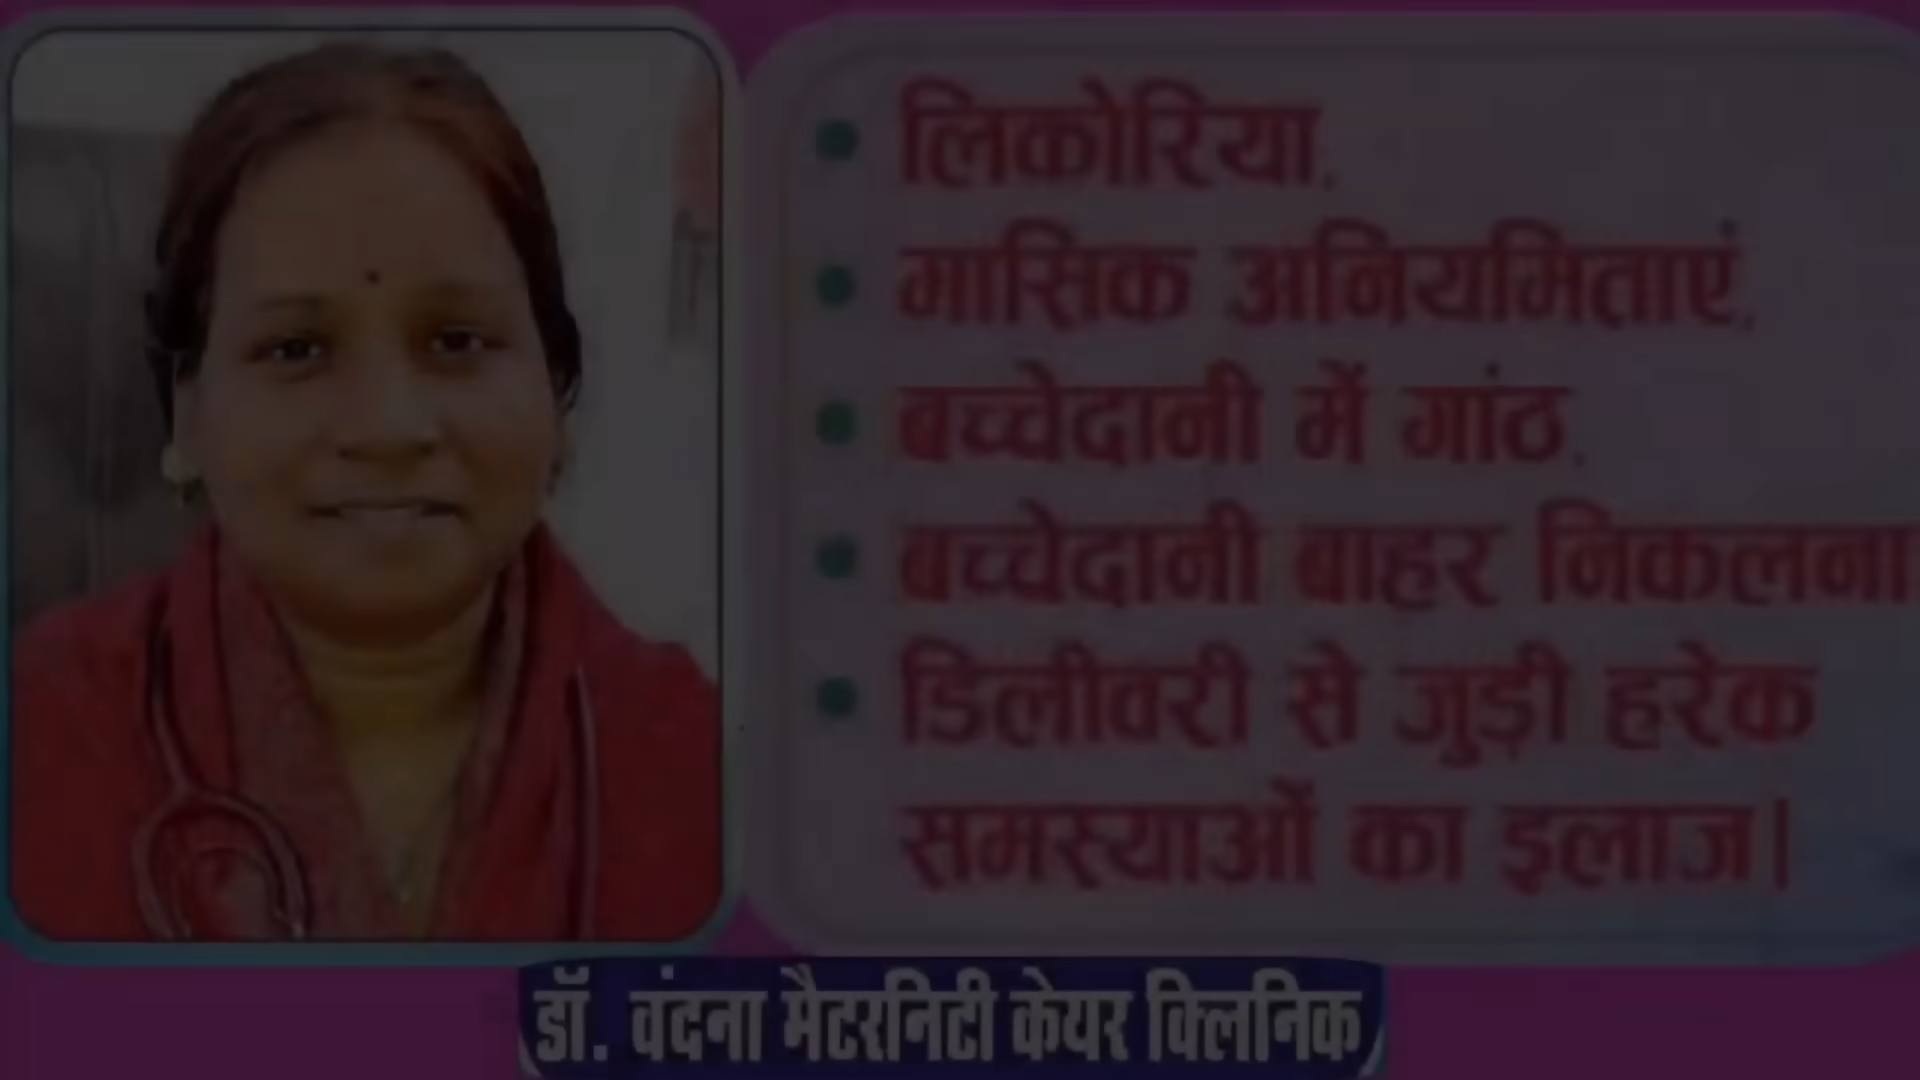 लिकोरिया,
मासिक अनियमिताएं,
बच्चेदानी में गांठ,
बच्चेदानी बाहर निकलना
डिलीवरी से जुड़ी हरेक
समस्याओं का इलाज।
डॉ. वंदना मैटरनिटी केयर क्लिनिक